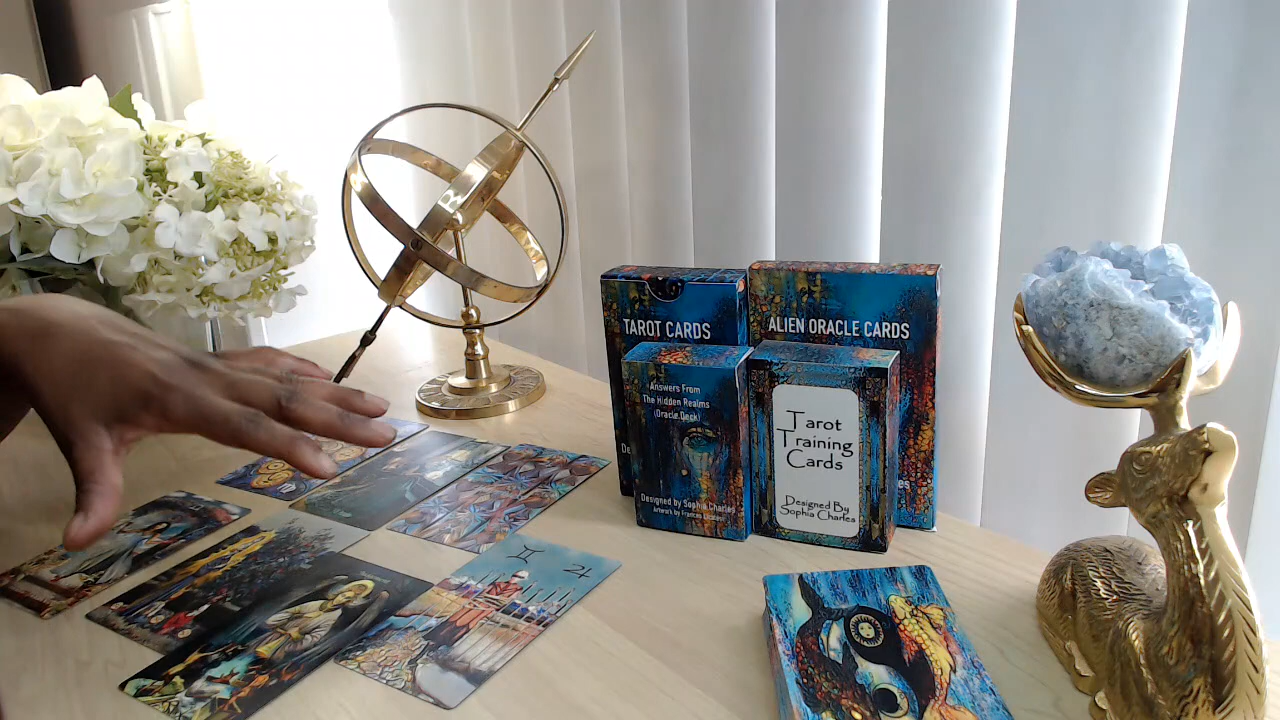 TAROT CARDS
ALIEN ORACLE CARDS
Answers From
The Hidden Realms
(Oracle Deck)
Designed by Sophia Charles
Tarot
Training
Cards
Designed By
Sophia Charles